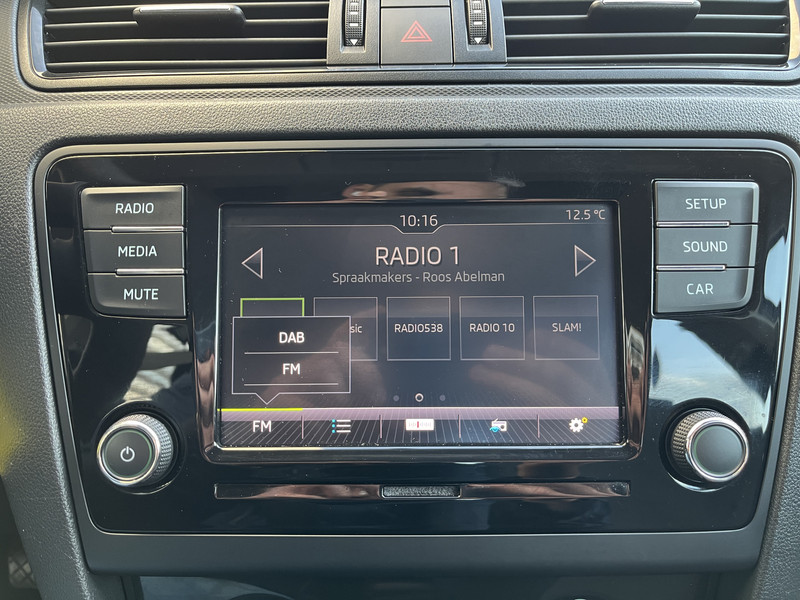 RADIO
MEDIA
MUTE
10:16
12.5 °C
RADIO 1
Spraakmakers - Roos Abelman
DAB
FM
sic
RADIO538
RADIO 10
SLAM!
FM
SETUP
SOUND
CAR